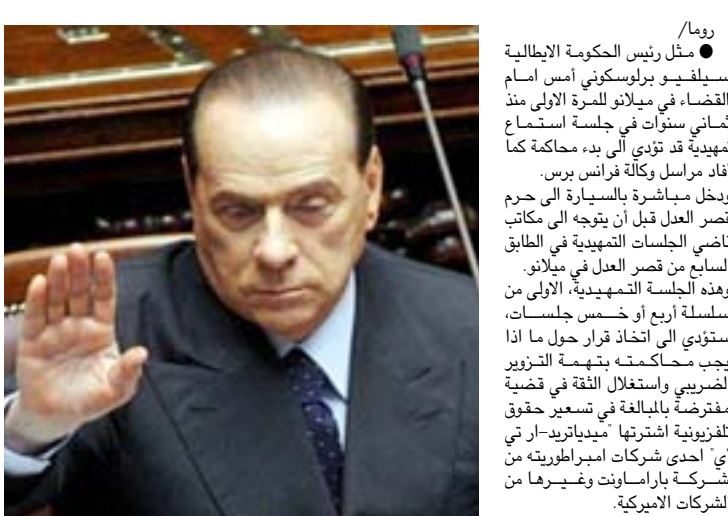 روما/
● مثل رئيس الحكومة الايطالية
سيلفيو برلوسكوني أمس امام
القضاء في ميلانو للمرة الاولى منذ
ثماني سنوات في جلسة استماع
تمهيدية قد تؤدي الى بدء محاكمة كما
أفاد مراسل وكالة فرانس برس.
ودخل مباشرة بالسيارة الى حرم
قصر العدل قبل أن يتوجه الى مكاتب
قاضي الجلسات التمهيدية في الطابق
السابع من قصر العدل في ميلانو.
وهذه الجلسة التمهيدية، الاولى من
سلسلة أربع أو خمس جلسات،
ستؤدي الى اتخاذ قرار حول ما اذا
يجب محاكمته بتهمة التزوير
الضريبي واستغلال الثقة في قضية
مفترضة بالمبالغة في تسعير حقوق
تلفزيونية اشترتها "ميدياتريد-ار تي
آي" احدى شركات امبراطوريته من
شركة باراماونت وغيرها من
الشركات الاميركية.